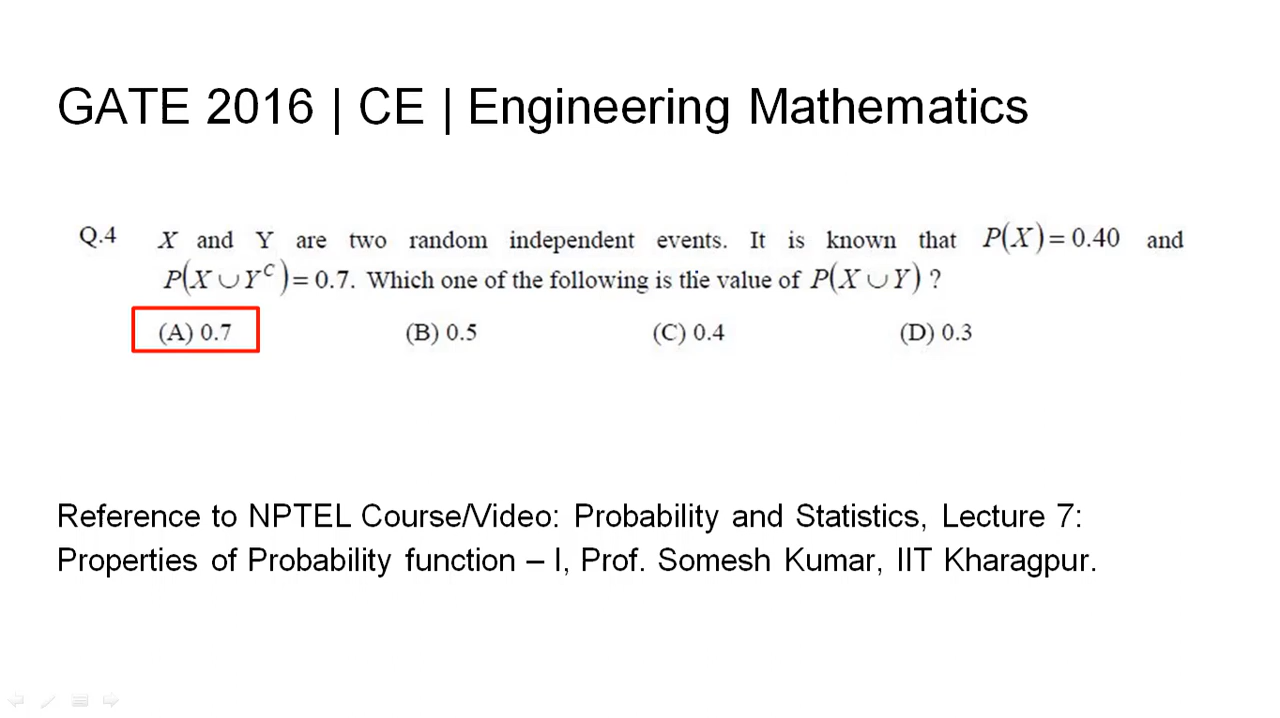 GATE 2016 | CE | Engineering Mathematics
Q.4 X and Y are two random independent events. It is known that P(X) = 0.40 and
P(X ∪ Y^C) = 0.7. Which one of the following is the value of P(X ∪ Y) ?
(A) 0.7 (B) 0.5 (C) 0.4 (D) 0.3
Reference to NPTEL Course/Video: Probability and Statistics, Lecture 7:
Properties of Probability function – I, Prof. Somesh Kumar, IIT Kharagpur.